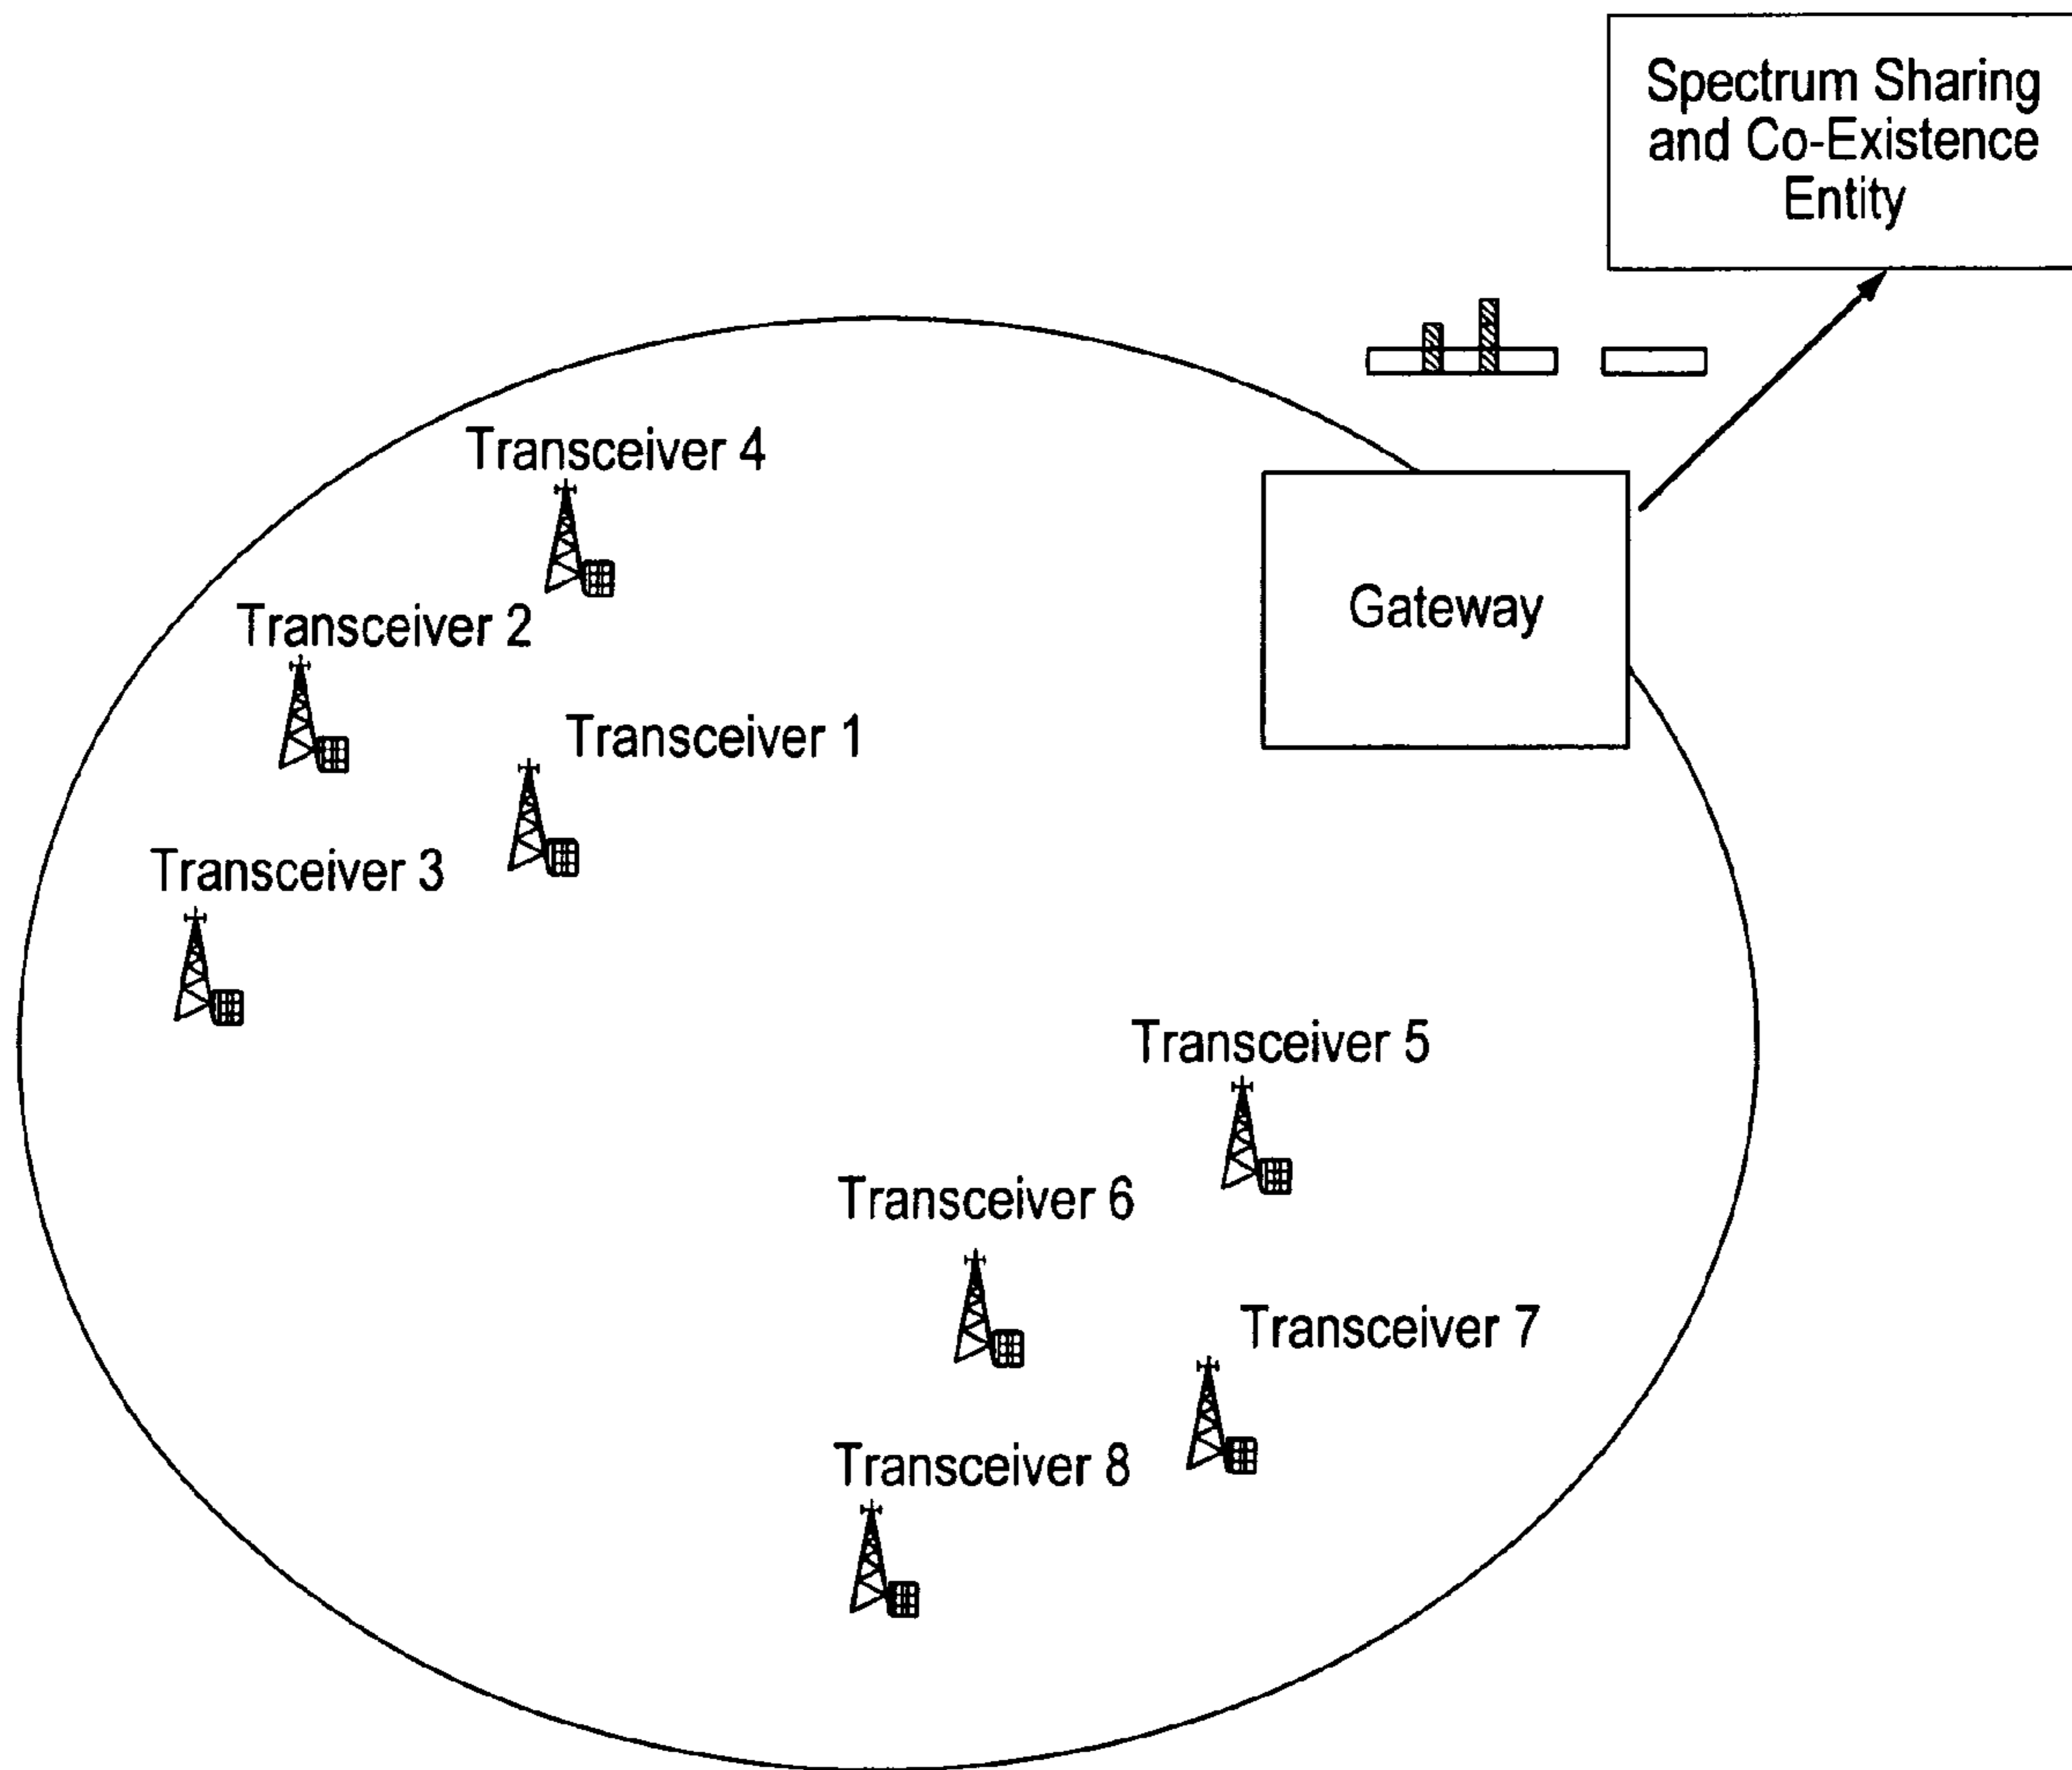 Spectrum Sharing
and Co-Existence
Entity
Transceiver 4
Gateway
Transceiver 2
Transceiver 1
Transceiver 3
Transceiver 5
Transceiver 6
Transceiver 7
Transceiver 8